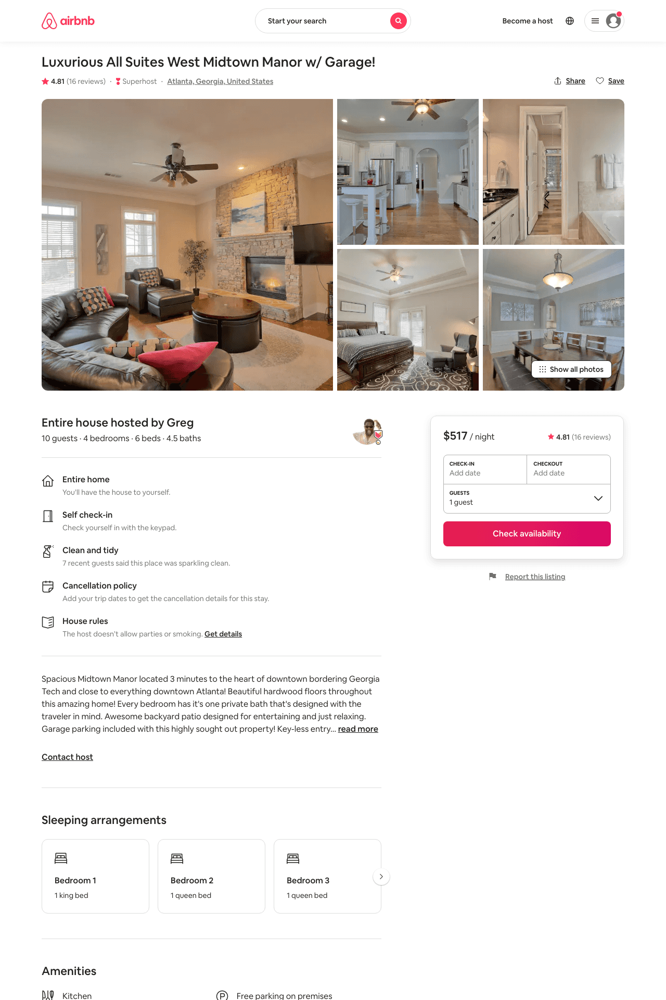 airbnb
Start your search
Become a host
Luxurious All Suites West Midtown Manor w/ Garage!
4.81 (16 reviews) · Superhost · Atlanta, Georgia, United States
Share
Save
Show all photos
Entire house hosted by Greg
10 guests · 4 bedrooms · 6 beds · 4.5 baths
Entire home
You'll have the house to yourself.
Self check-in
Check yourself in with the keypad.
Clean and tidy
7 recent guests said this place was sparkling clean.
Cancellation policy
Add your trip dates to get the cancellation details for this stay.
House rules
The host doesn't allow parties or smoking. Get details
$517 / night
4.81 (16 reviews)
CHECK-IN
Add date
CHECKOUT
Add date
GUESTS
1 guest
Check availability
Report this listing
Spacious Midtown Manor located 3 minutes to the heart of downtown bordering Georgia
Tech and close to everything downtown Atlanta! Beautiful hardwood floors throughout
this amazing home! Every bedroom has it's one private bath that's designed with the
traveler in mind. Awesome backyard patio designed for entertaining and just relaxing.
Garage parking included with this highly sought out property! Key-less entry... read more
Contact host
Sleeping arrangements
Bedroom 1
1 king bed
Bedroom 2
1 queen bed
Bedroom 3
1 queen bed
Amenities
Kitchen
Free parking on premises